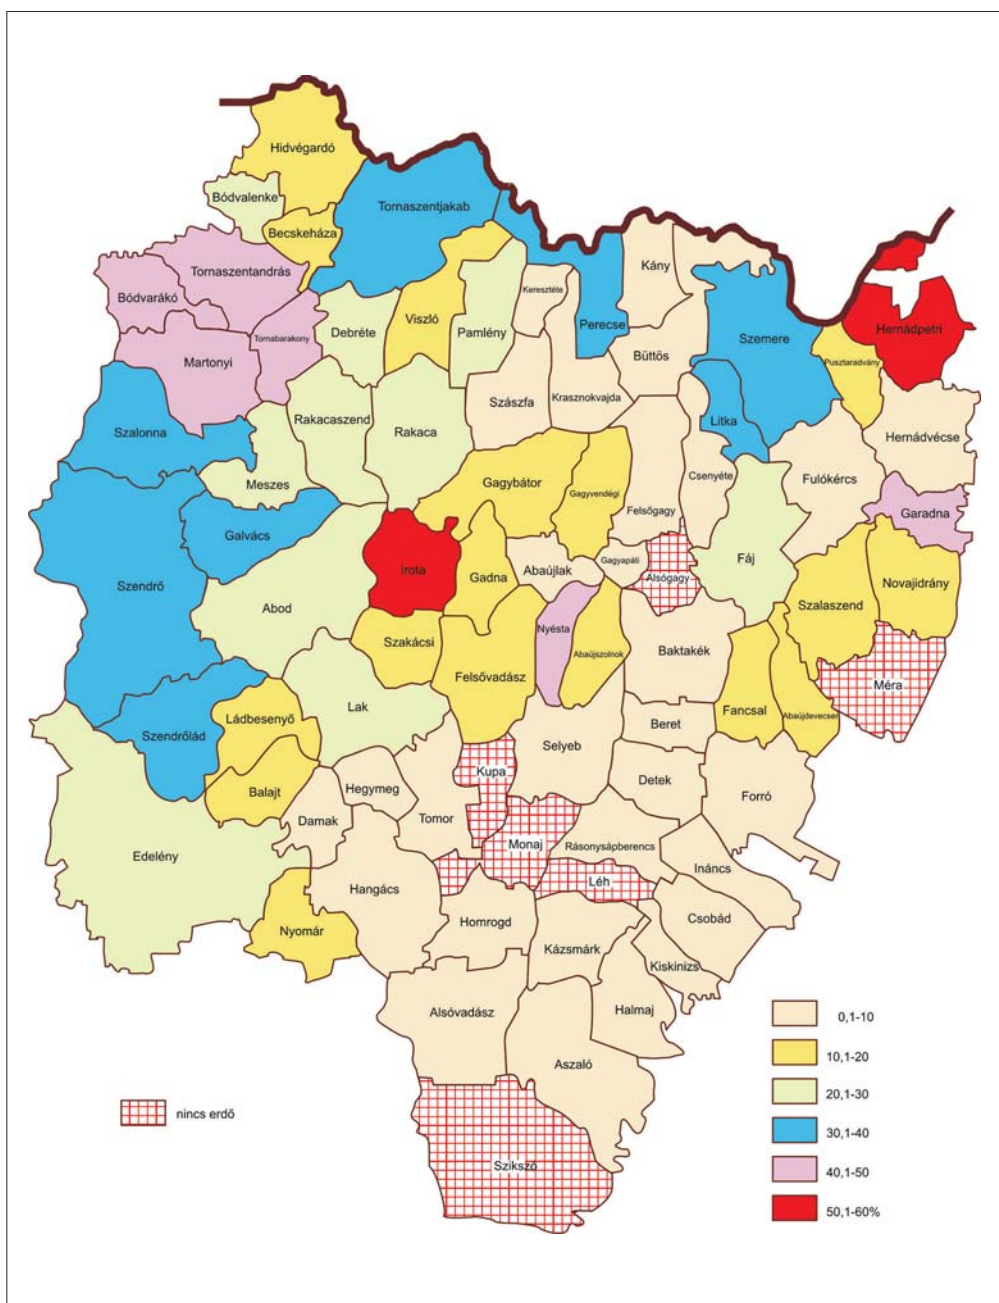 Hidvégardó
Bódvalenke
Tornaszentjakab
Becskeháza
Kány
Tornaszentandrás
Keresztéte
Bódvarákó
Viszló
Perecse
Debréte
Pamlény
Hernádpetri
Tornabarakony
Szemere
Martonyi
Büttös
Pusztaradvány
Szászfa
Krasznokvajda
Rakacaszend
Litka
Szalonna
Rakaca
Hernádvécse
Csenyéte
Fulókércs
Meszes
Gagybátor
Gagyvendégi
Felsőgagy
Garadna
Galvács
Gagyapáti
Fáj
Irota
Abaújlak
Gadna
Alsógagy
Novajidrány
Szendrő
Abod
Szalaszend
Nyésta
Szakácsi
Baktakék
Abaújszolnok
Felsővadász
Méra
Lak
Fancsal
Abaújdevecser
Ládbesenyő
Beret
Szendrőlád
Selyeb
Kupa
Detek
Hegymeg
Balajt
Forró
Damak
Tomor
Monaj
Rásonysápberencs
Edelény
Ináncs
Léh
Hangács
Homrogd
Csobád
Nyomár
Kázsmárk
Kiskinizs
Alsóvadász
Halmaj
Aszaló
Szikszó
nincs erdő
0,1-10
10,1-20
20,1-30
30,1-40
40,1-50
50,1-60%